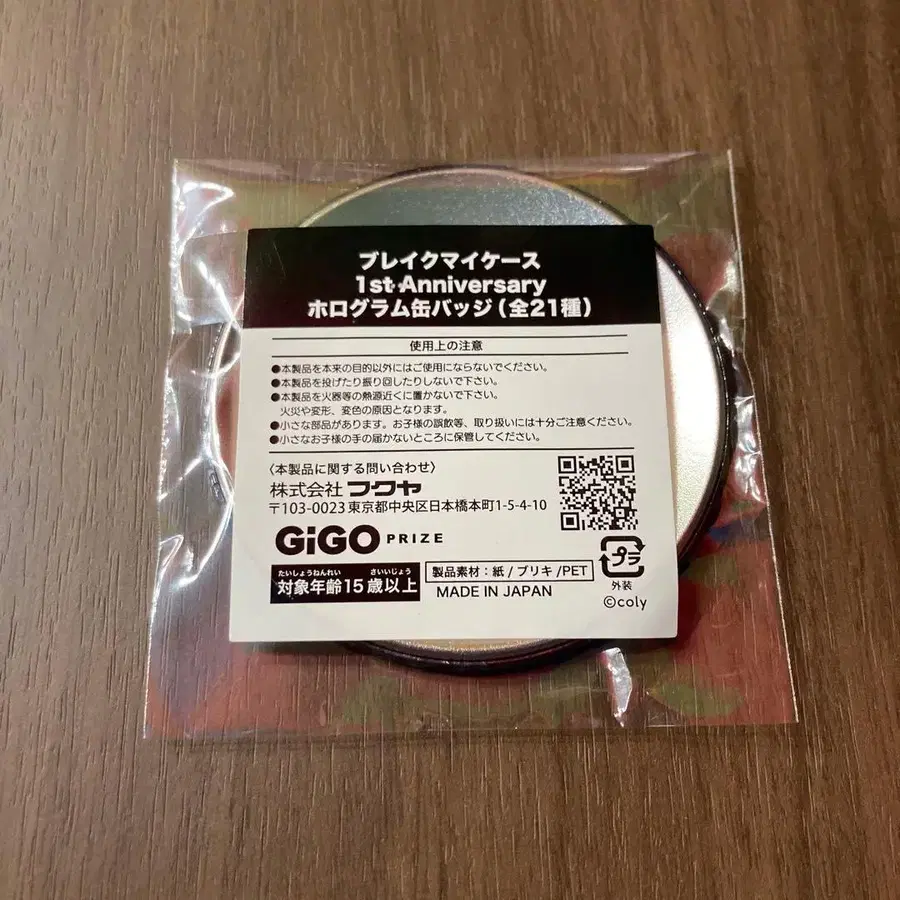 ブレイクマイケース
1st Anniversary
ホログラム缶バッジ（全21種）
使用上の注意
●本製品を本来の目的以外にはご使用にならないでください。
●本製品を投げたり振り回したりしないで下さい。
●本製品を火器等の熱源近くに置かないで下さい。
火災や変形、変色の原因となります。
●小さな部品があります。お子様の誤飲等、取り扱いには十分ご注意ください。
●小さなお子様の手の届かないところに保管してください。
〈本製品に関する問い合わせ〉
株式会社 フクヤ
〒103-0023 東京都中央区日本橋本町1-5-4-10
GiGO PRIZE
たいしょうねんれい さいいじょう
対象年齢15歳以上
製品素材：紙/ブリキ/PET
MADE IN JAPAN
プラ
外装
©coly